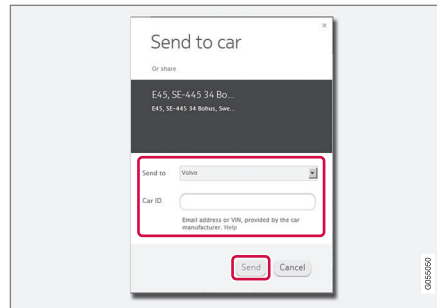 ×
Send to car
Or share
E45, SE-445 34 Bo...
E45, SE-445 34 Bohus, Swe...
Send to Volvo
Car ID
Email address or VIN, provided by the car
manufacturer. Help
Send Cancel
G055050